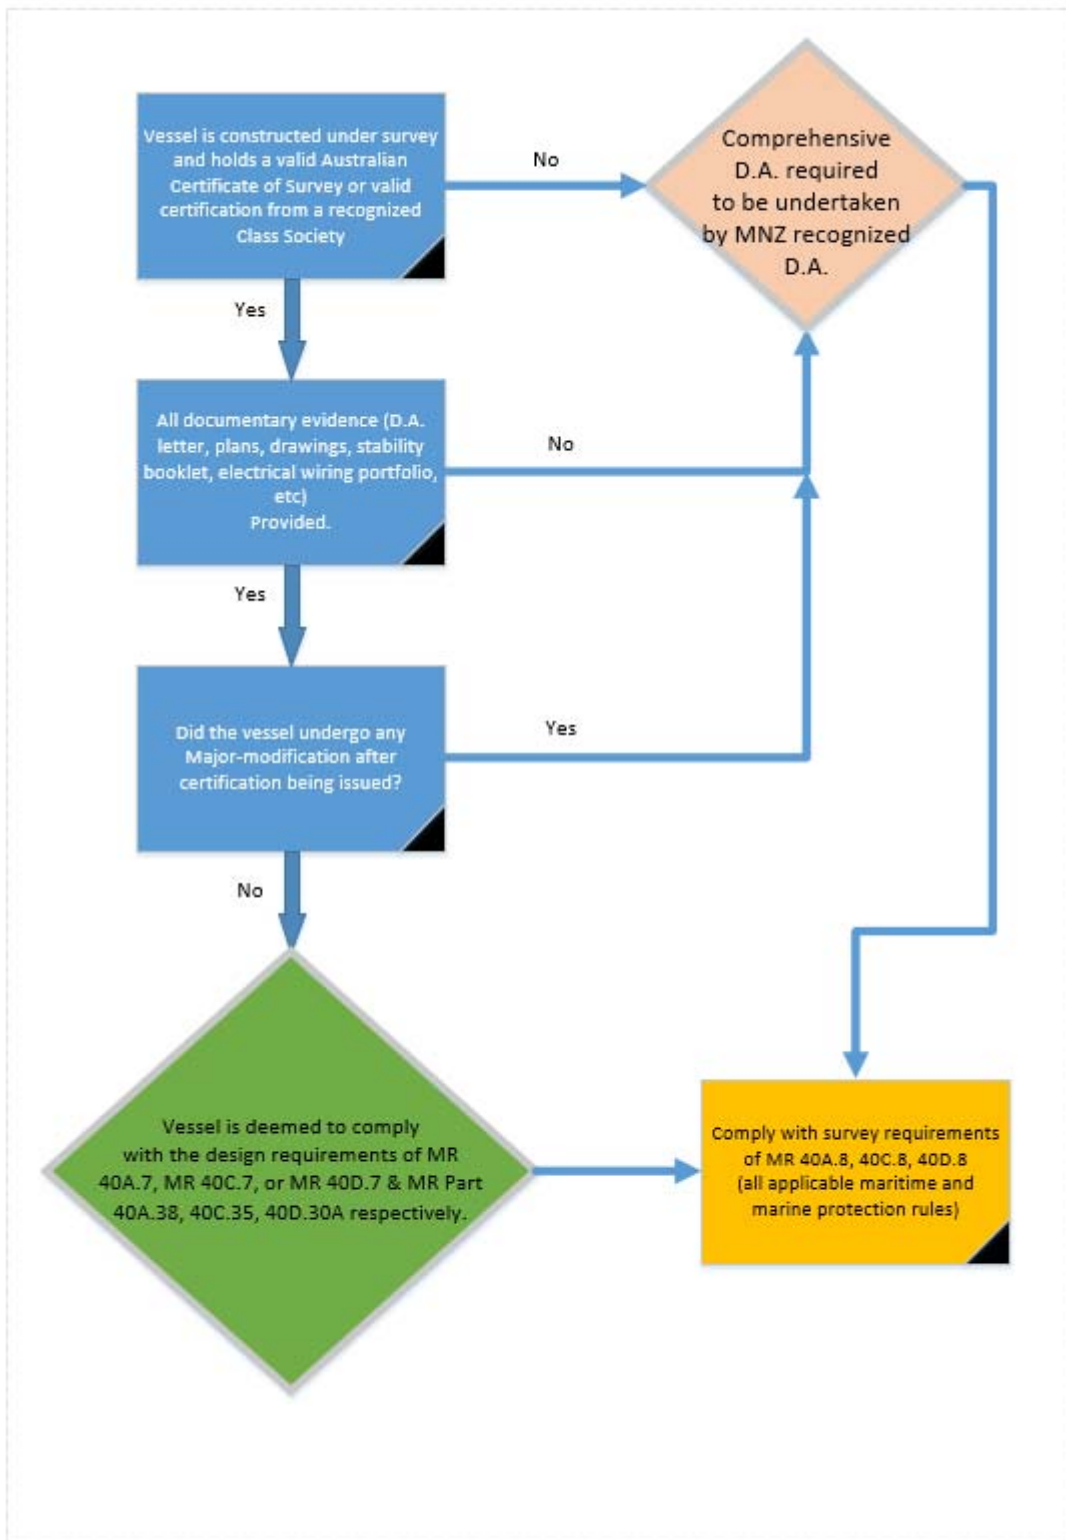 Vessel is constructed under survey
and holds a valid Australian
Certificate of Survey or valid
certification from a recognized
Class Society
No
Comprehensive
D.A. required
to be undertaken
by MNZ recognized
D.A.
Yes
All documentary evidence (D.A.
letter, plans, drawings, stability
booklet, electrical wiring portfolio,
etc)
Provided.
No
Yes
Did the vessel undergo any
Major-modification after
certification being issued?
Yes
No
Vessel is deemed to comply
with the design requirements of MR
40A.7, MR 40C.7, or MR 40D.7 & MR Part
40A.38, 40C.35, 40D.30A respectively.
Comply with survey requirements
of MR 40A.8, 40C.8, 40D.8
(all applicable maritime and
marine protection rules)